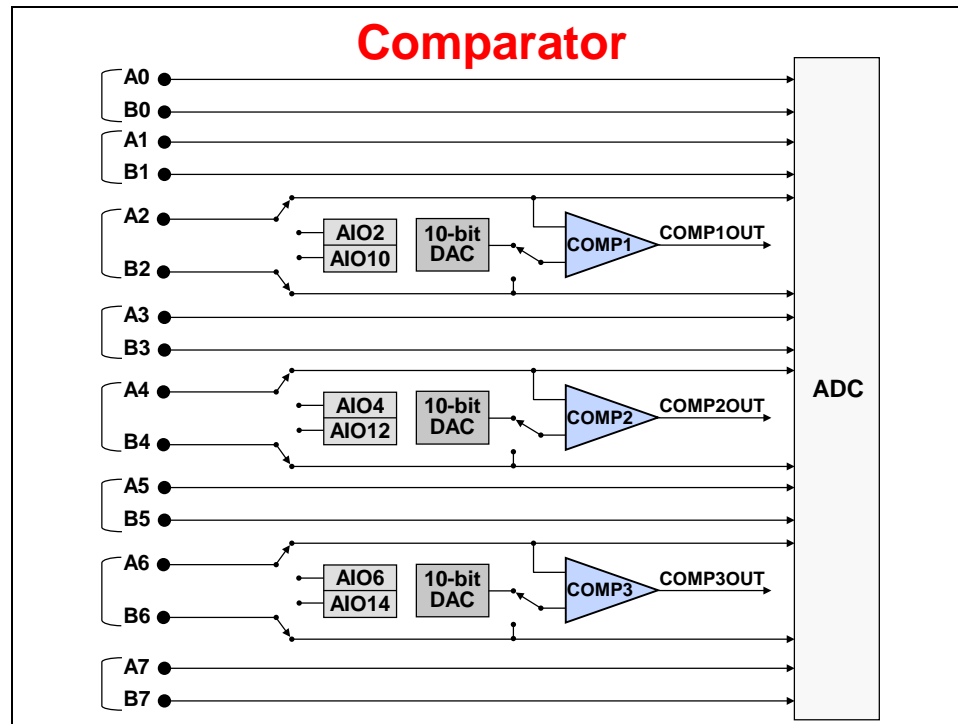 Comparator
A0
B0
A1
B1
A2
AIO2
AIO10
10-bit
DAC
COMP1
COMP1OUT
B2
A3
B3
A4
AIO4
AIO12
10-bit
DAC
COMP2
COMP2OUT
B4
ADC
A5
B5
A6
AIO6
AIO14
10-bit
DAC
COMP3
COMP3OUT
B6
A7
B7